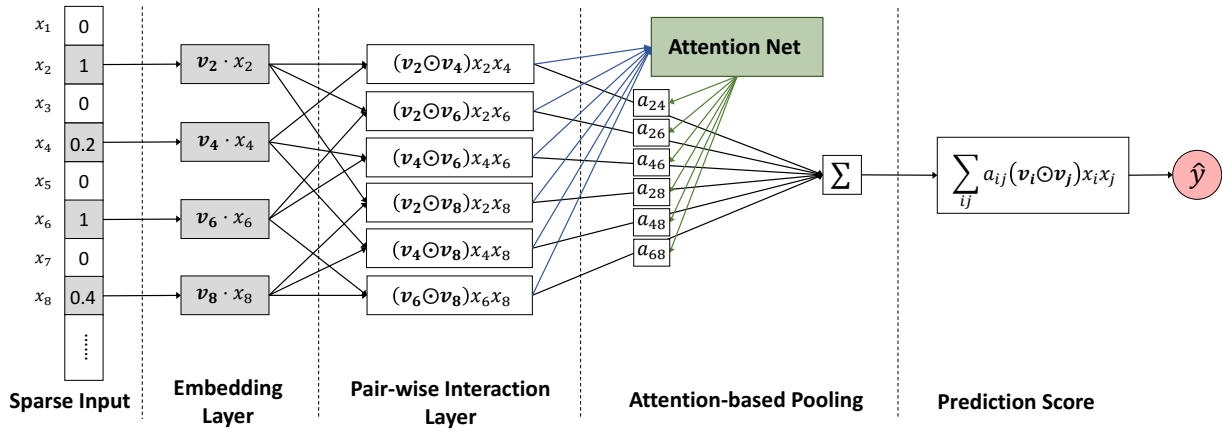 x₁ 0
x₂ 1
x₃ 0
x₄ 0.2
x₅ 0
x₆ 1
x₇ 0
x₈ 0.4
......
Sparse Input
v₂ · x₂
v₄ · x₄
v₆ · x₆
v₈ · x₈
Embedding
Layer
(v₂⊙v₄)x₂x₄
(v₂⊙v₆)x₂x₆
(v₄⊙v₆)x₄x₆
(v₂⊙v₈)x₂x₈
(v₄⊙v₈)x₄x₈
(v₆⊙v₈)x₆x₈
Pair-wise Interaction
Layer
Attention Net
a₂₄
a₂₆
a₄₆
a₂₈
a₄₈
a₆₈
Σ
Attention-based Pooling
∑ᵢⱼ aᵢⱼ(vᵢ⊙vⱼ)xᵢxⱼ
ŷ
Prediction Score